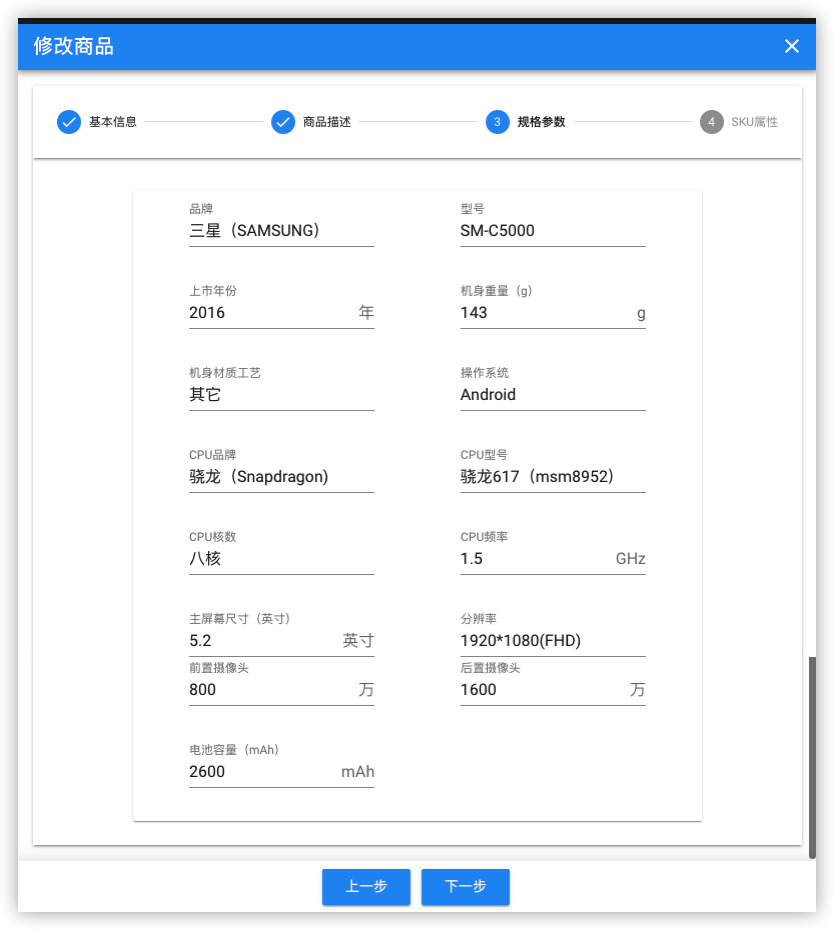 修改商品
基本信息 商品描述 3 规格参数 4 SKU属性
品牌 型号
三星（SAMSUNG) SM-C5000
上市年份 机身重量（g）
2016 年 143 g
机身材质工艺 操作系统
其它 Android
CPU品牌 CPU型号
骁龙（Snapdragon) 骁龙617（msm8952）
CPU核数 CPU频率
八核 1.5 GHz
主屏幕尺寸（英寸） 分辨率
5.2 英寸 1920*1080(FHD)
前置摄像头 后置摄像头
800 万 1600 万
电池容量（mAh）
2600 mAh
上一步 下一步